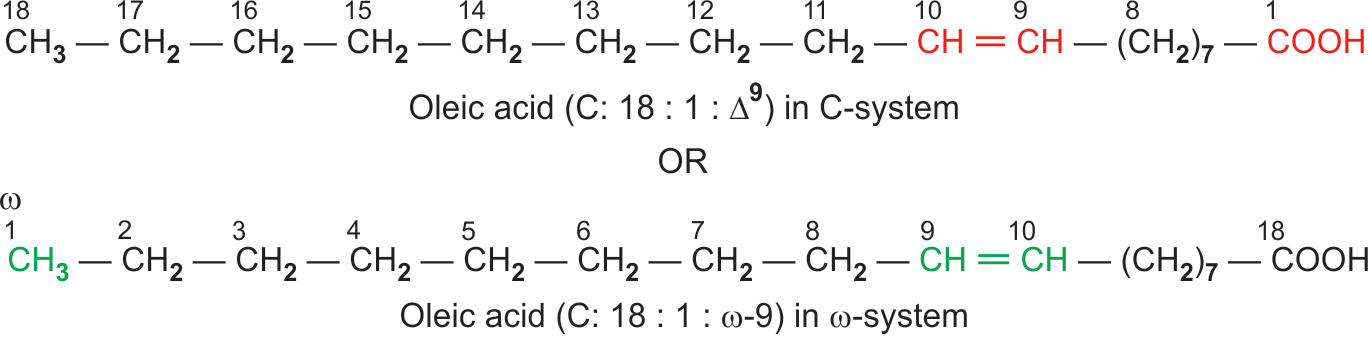 18 17 16 15 14 13 12 11 10 9 8 1
CH₃ — CH₂ — CH₂ — CH₂ — CH₂ — CH₂ — CH₂ — CH₂ — CH = CH — (CH₂)₇ — COOH
Oleic acid (C: 18 : 1 : Δ⁹) in C-system
OR
ω
1 2 3 4 5 6 7 8 9 10 18
CH₃ — CH₂ — CH₂ — CH₂ — CH₂ — CH₂ — CH₂ — CH₂ — CH = CH — (CH₂)₇ — COOH
Oleic acid (C: 18 : 1 : ω-9) in ω-system